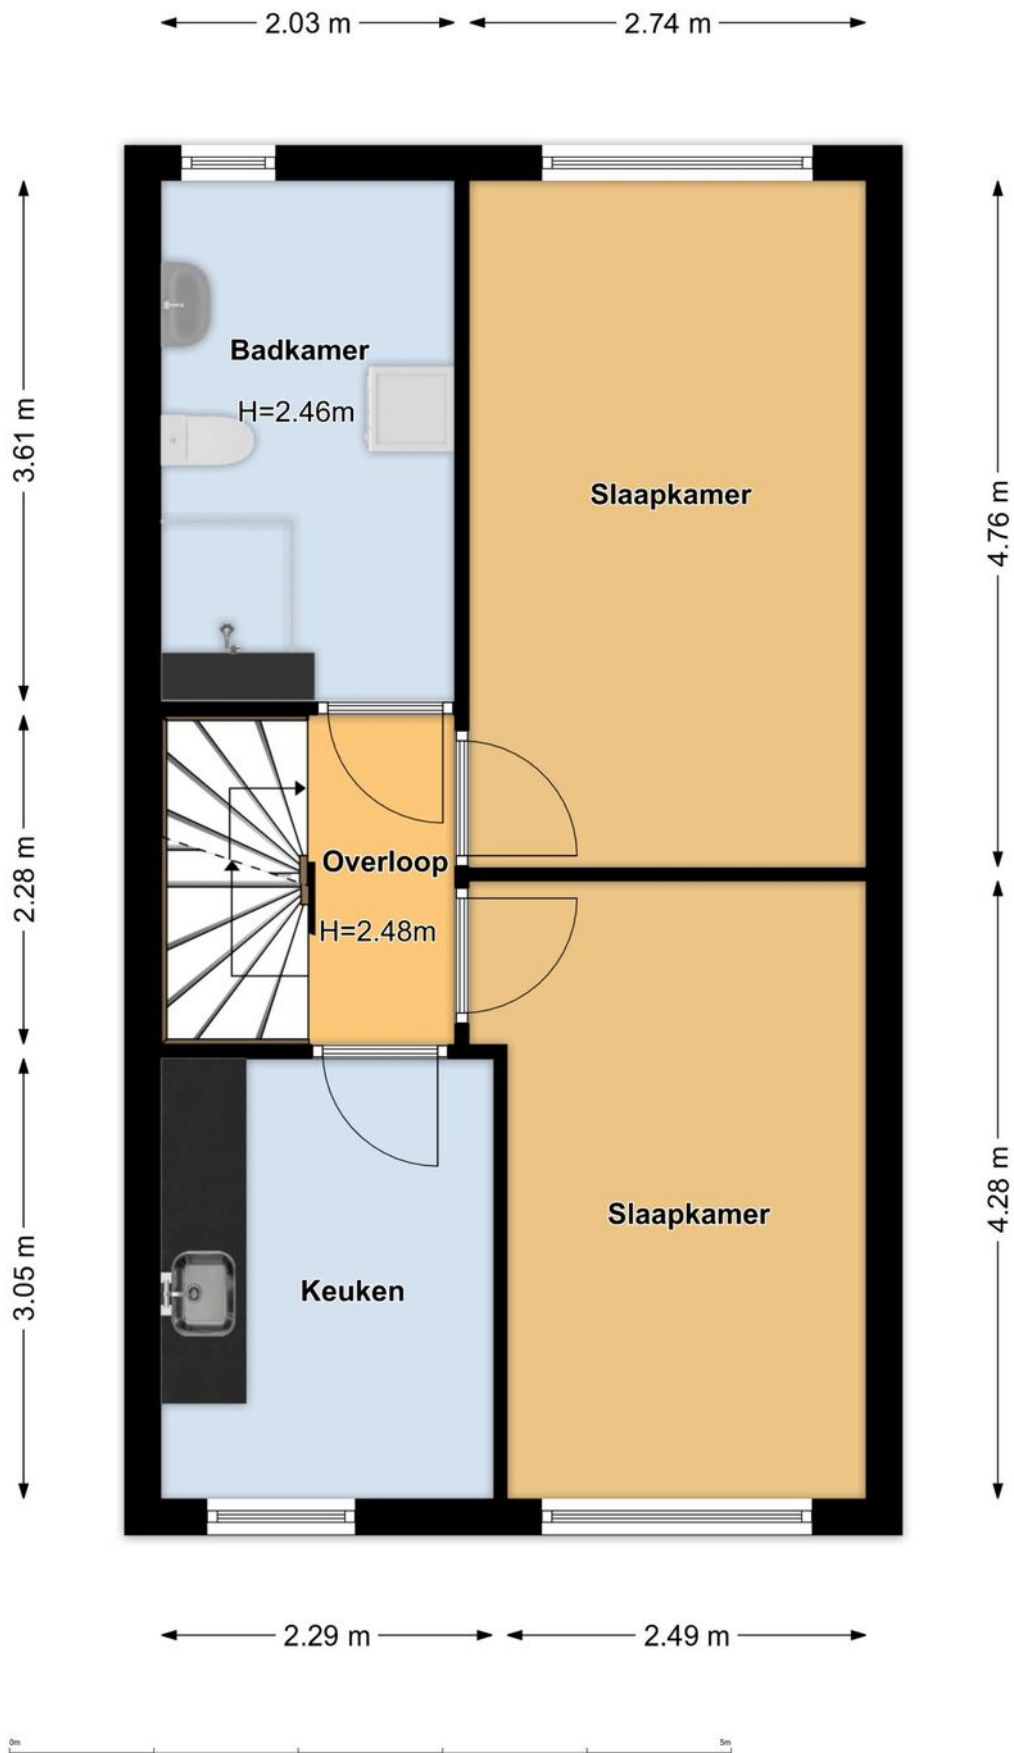 2.03 m
2.74 m
Badkamer
H=2.46m
3.61 m
Slaapkamer
4.76 m
Overloop
H=2.48m
2.28 m
Slaapkamer
4.28 m
Keuken
3.05 m
2.29 m
2.49 m
0m
5m